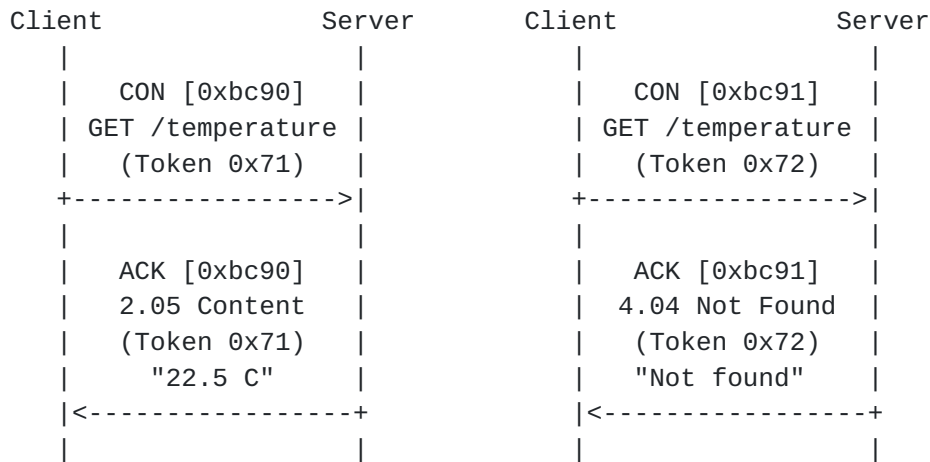 Client                Server       Client                Server
   |                   |              |                   |
   |   CON [0xbc90]    |              |   CON [0xbc91]    |
   | GET /temperature  |              | GET /temperature  |
   |   (Token 0x71)    |              |   (Token 0x72)    |
   +------------------>|              +------------------>|
   |                   |              |                   |
   |   ACK [0xbc90]    |              |   ACK [0xbc91]    |
   |   2.05 Content    |              |  4.04 Not Found   |
   |   (Token 0x71)    |              |   (Token 0x72)    |
   |     "22.5 C"      |              |   "Not found"     |
   |<------------------+              |<------------------+
   |                   |              |                   |